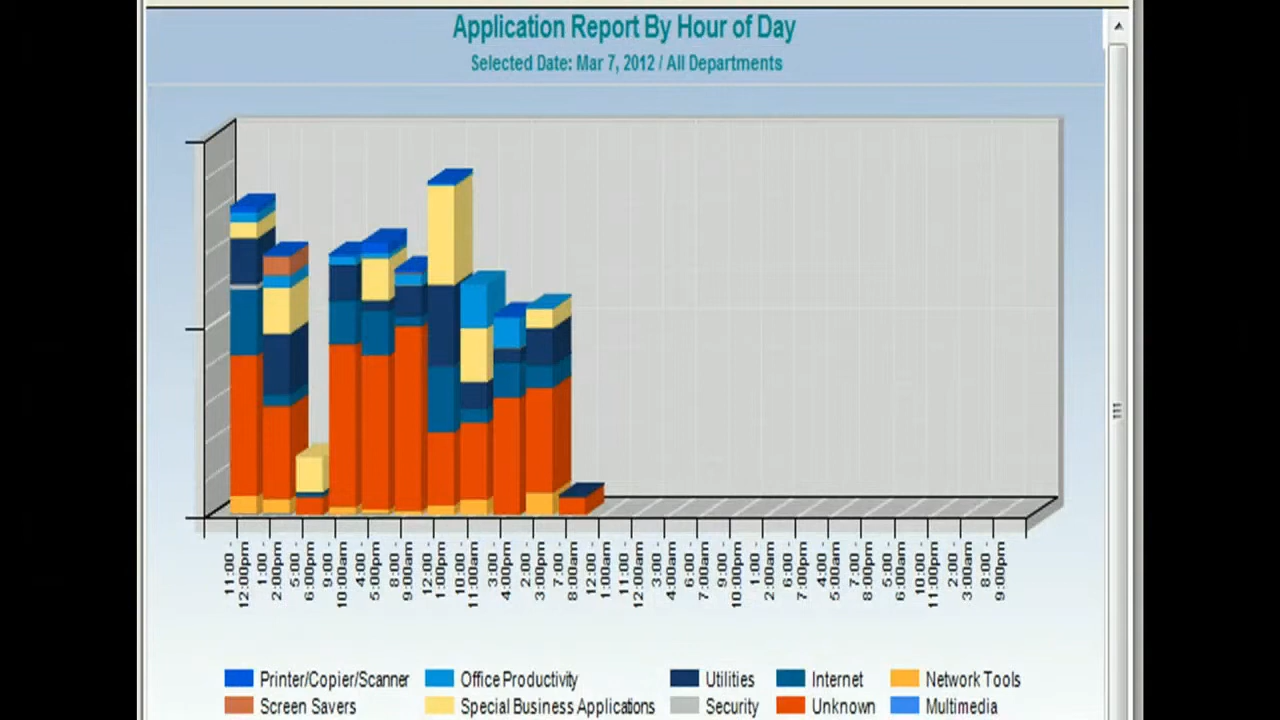 Application Report By Hour of Day
Selected Date: Mar 7, 2012 / All Departments
11:00 -
12:00pm
1:00 -
2:00pm
5:00 -
6:00pm
9:00 -
10:00am
4:00 -
5:00pm
8:00 -
9:00am
12:00 -
1:00pm
10:00 -
11:00am
3:00 -
4:00pm
2:00 -
3:00pm
7:00 -
8:00am
12:00 -
1:00am
11:00 -
12:00am
3:00 -
4:00am
6:00 -
7:00am
9:00 -
10:00pm
1:00 -
2:00am
6:00 -
7:00pm
4:00 -
5:00am
7:00 -
8:00pm
5:00 -
6:00am
10:00 -
11:00pm
2:00 -
3:00am
8:00 -
9:00pm
Printer/Copier/Scanner Office Productivity Utilities Internet Network Tools
Screen Savers Special Business Applications Security Unknown Multimedia